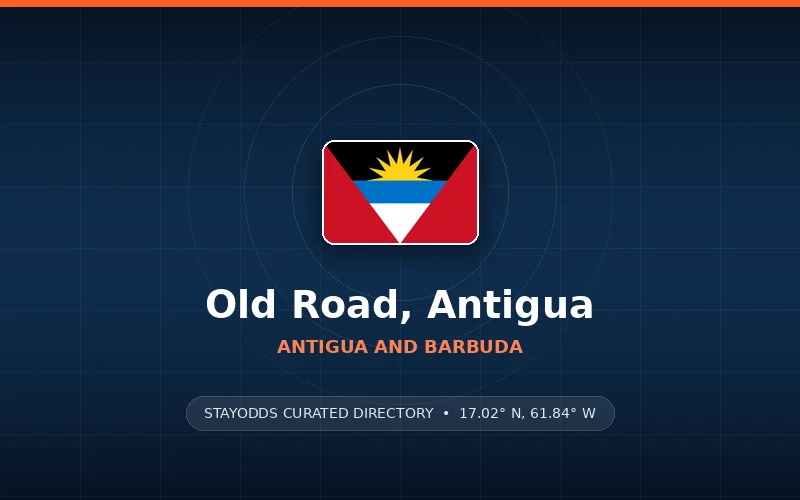 Old Road, Antigua
ANTIGUA AND BARBUDA
STAYODDS CURATED DIRECTORY • 17.02° N, 61.84° W